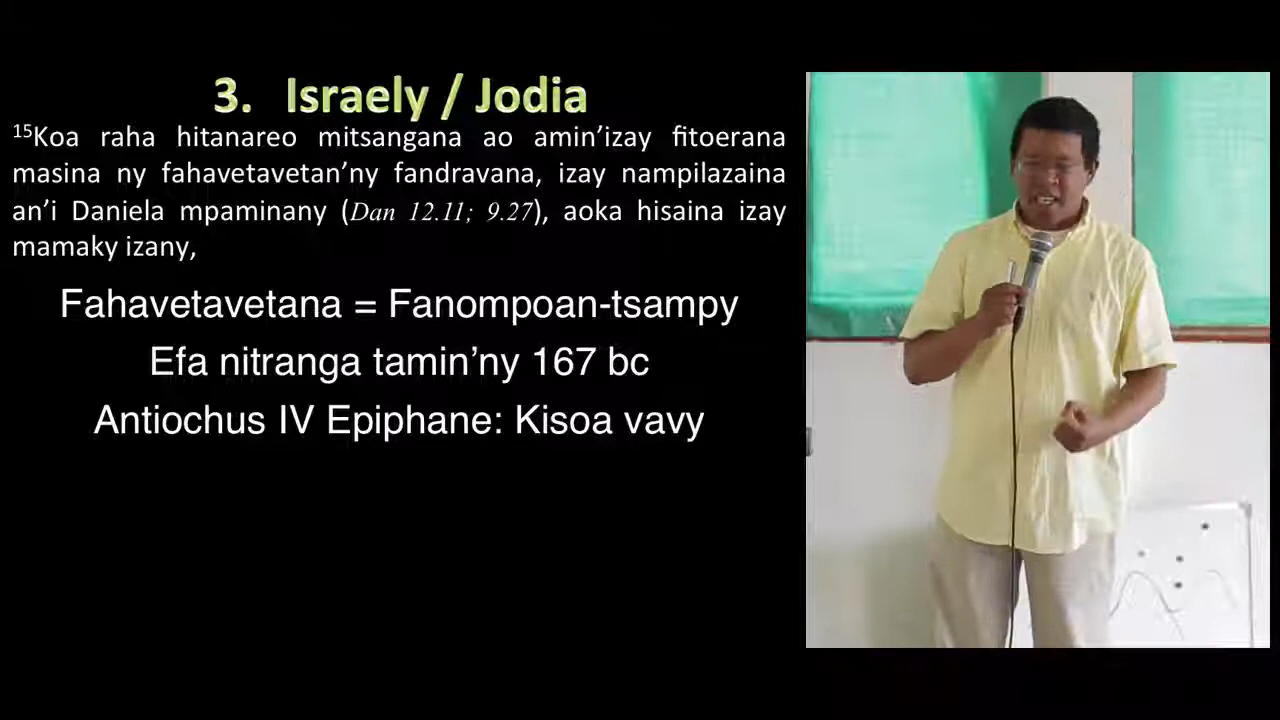 3. Israely / Jodia
¹⁵Koa raha hitanareo mitsangana ao amin’izay fitoerana
masina ny fahavetavetan’ny fandravana, izay nampilazaina
an’i Daniela mpaminany (Dan 12.11; 9.27), aoka hisaina izay
mamaky izany,
Fahavetavetana = Fanompoan-tsampy
Efa nitranga tamin’ny 167 bc
Antiochus IV Epiphane: Kisoa vavy